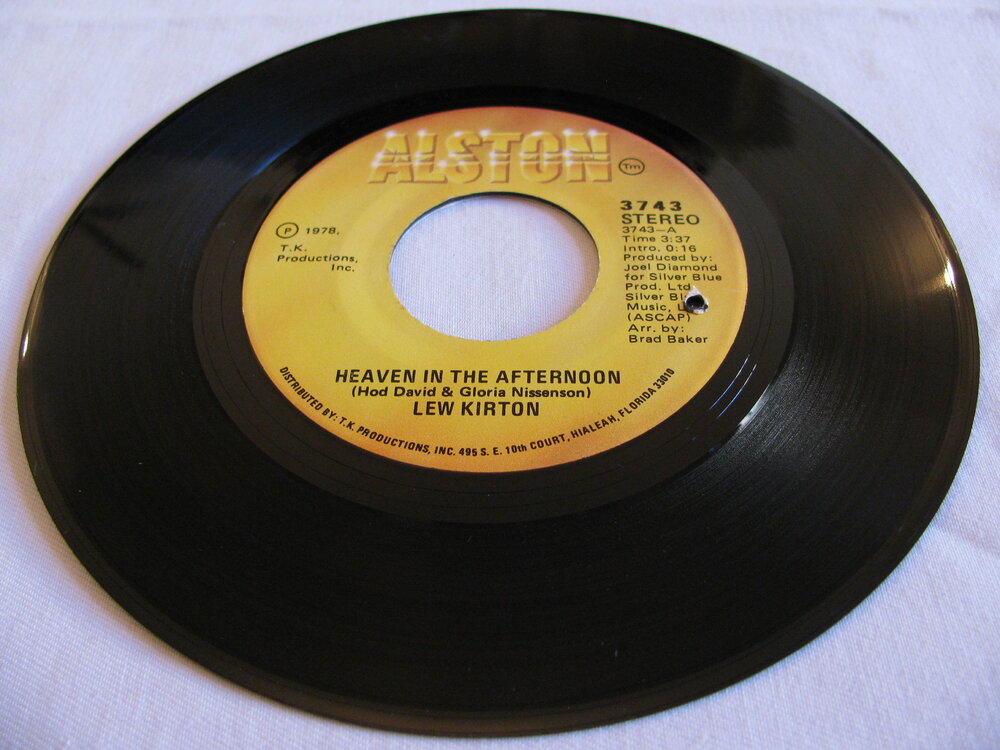 ALSTON
Tm
P 1978,
T.K.
Productions,
Inc.
3743
STEREO
3743-A
Time 3:37
Intro. 0:16
Produced by:
Joel Diamond
for Silver Blue
Prod. Ltd
Silver
Music,
(ASCAP)
Arr. by:
Brad Baker
HEAVEN IN THE AFTERNOON
(Hod David & Gloria Nissenson)
LEW KIRTON
DISTRIBUTED BY: T.K. PRODUCTIONS, INC. 495 S. E. 10th COURT, HIALEAH, FLORIDA 33010